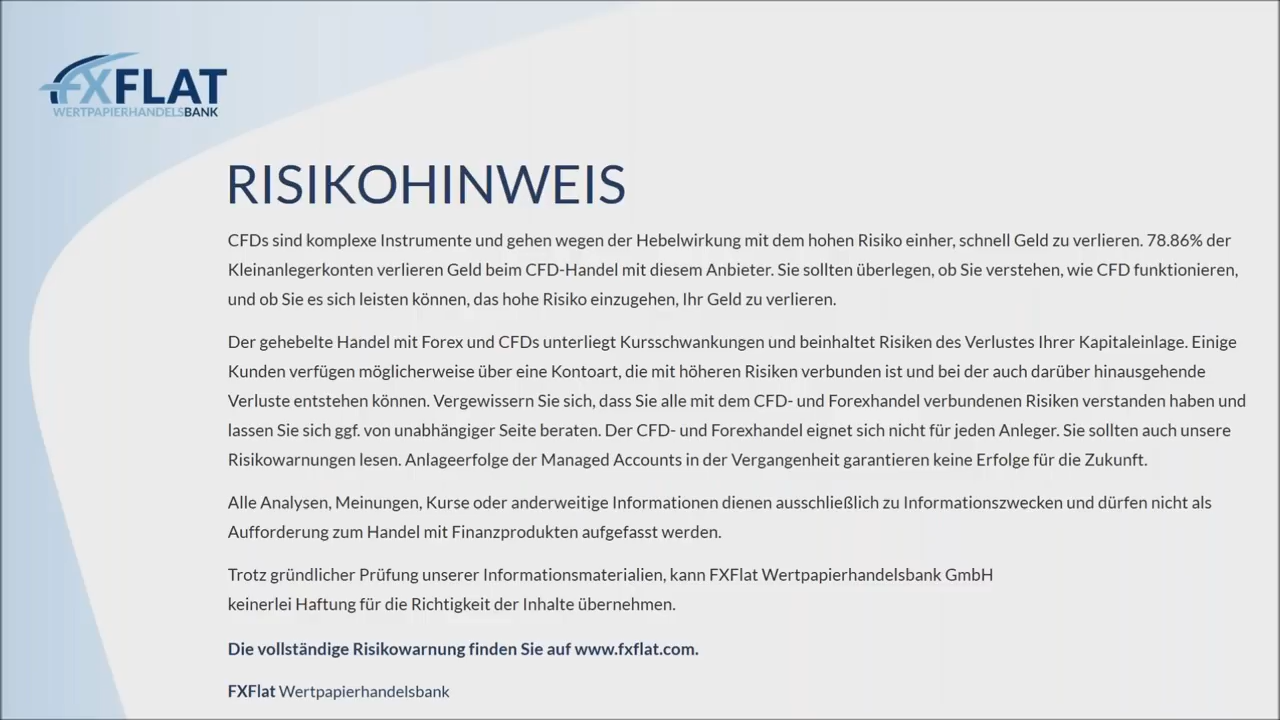 FXFLAT
WERTPAPIERHANDELSBANK
RISIKOHINWEIS
CFDs sind komplexe Instrumente und gehen wegen der Hebelwirkung mit dem hohen Risiko einher, schnell Geld zu verlieren. 78.86% der
Kleinanlegerkonten verlieren Geld beim CFD-Handel mit diesem Anbieter. Sie sollten überlegen, ob Sie verstehen, wie CFD funktionieren,
und ob Sie es sich leisten können, das hohe Risiko einzugehen, Ihr Geld zu verlieren.
Der gehebelte Handel mit Forex und CFDs unterliegt Kursschwankungen und beinhaltet Risiken des Verlustes Ihrer Kapitaleinlage. Einige
Kunden verfügen möglicherweise über eine Kontoart, die mit höheren Risiken verbunden ist und bei der auch darüber hinausgehende
Verluste entstehen können. Vergewissern Sie sich, dass Sie alle mit dem CFD- und Forexhandel verbundenen Risiken verstanden haben und
lassen Sie sich ggf. von unabhängiger Seite beraten. Der CFD- und Forexhandel eignet sich nicht für jeden Anleger. Sie sollten auch unsere
Risikowarnungen lesen. Anlageerfolge der Managed Accounts in der Vergangenheit garantieren keine Erfolge für die Zukunft.
Alle Analysen, Meinungen, Kurse oder anderweitige Informationen dienen ausschließlich zu Informationszwecken und dürfen nicht als
Aufforderung zum Handel mit Finanzprodukten aufgefasst werden.
Trotz gründlicher Prüfung unserer Informationsmaterialien, kann FXFlat Wertpapierhandelsbank GmbH
keinerlei Haftung für die Richtigkeit der Inhalte übernehmen.
Die vollständige Risikowarnung finden Sie auf www.fxflat.com.
FXFlat Wertpapierhandelsbank